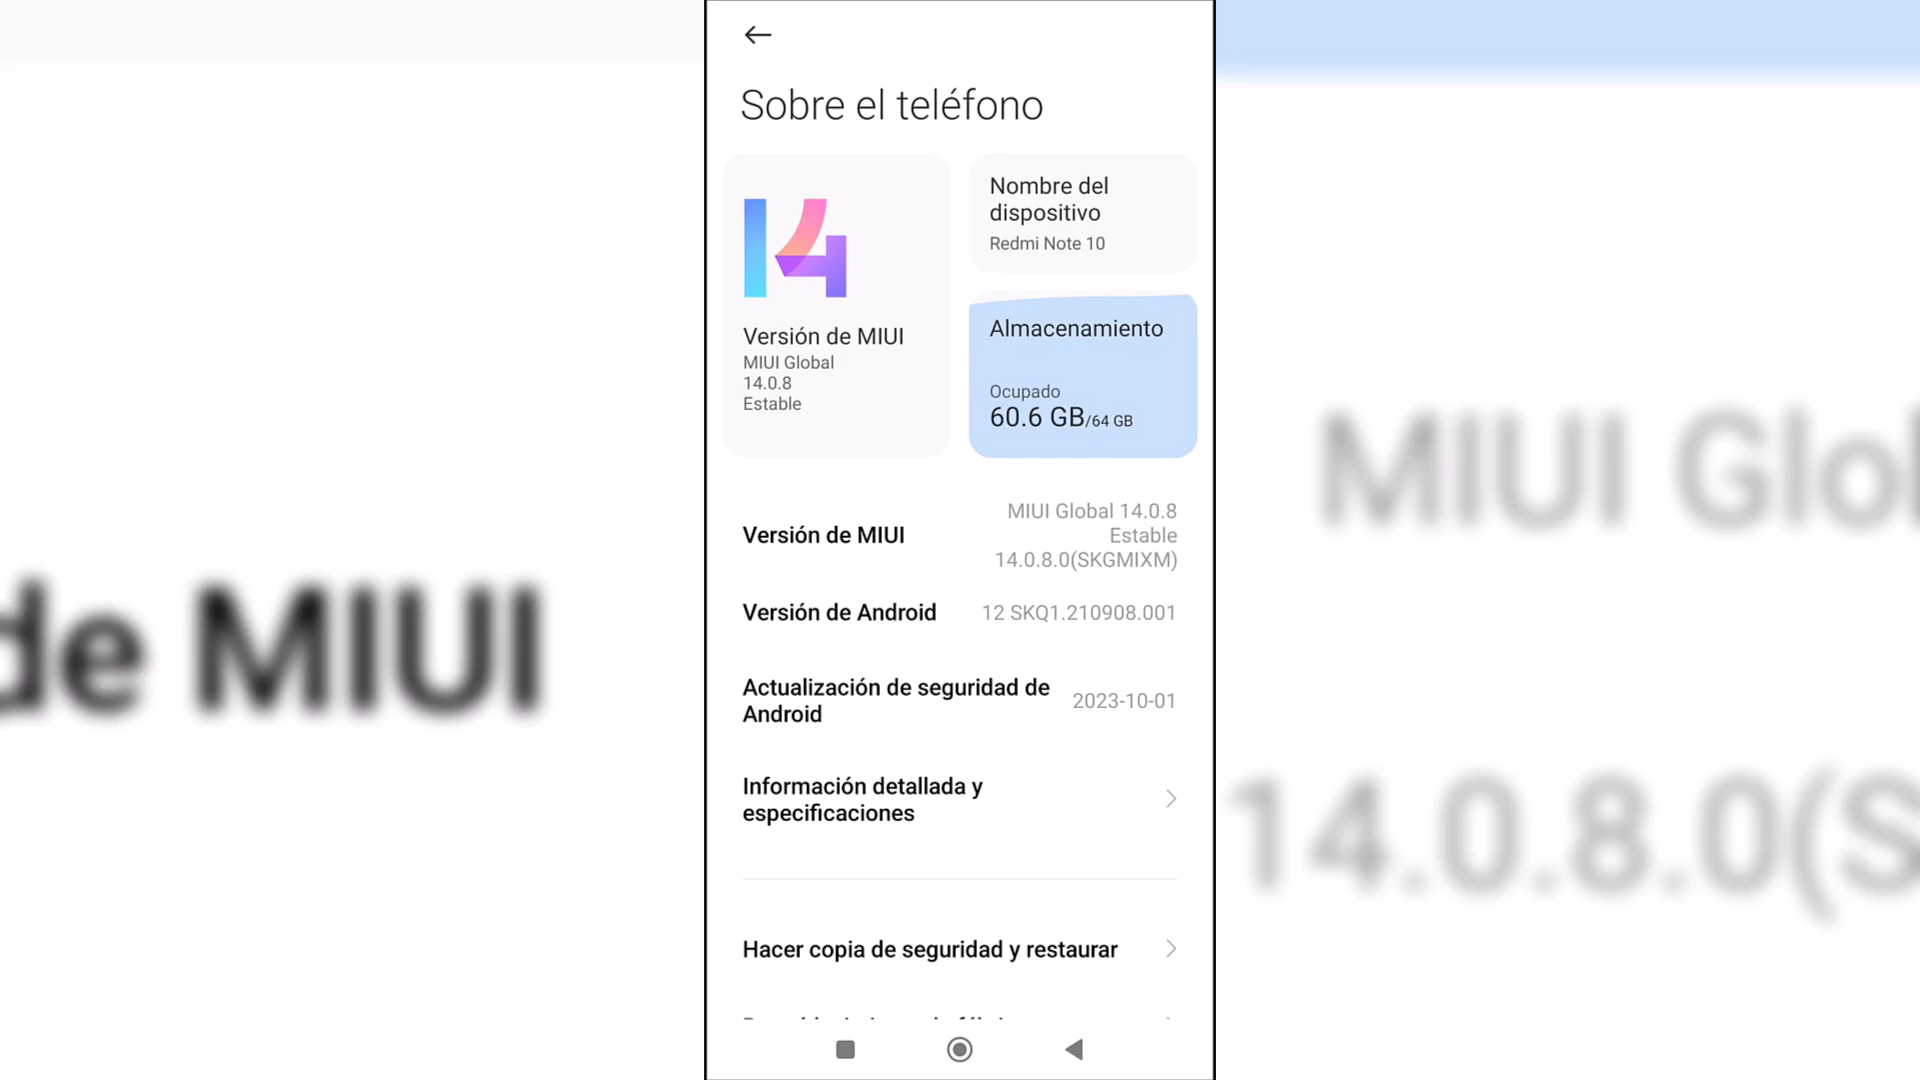 Sobre el teléfono
14
Versión de MIUI
MIUI Global
14.0.8
Estable
Nombre del
dispositivo
Redmi Note 10
Almacenamiento
Ocupado
60.6 GB/64 GB
Versión de MIUI
MIUI Global 14.0.8
Estable
14.0.8.0(SKGMIXM)
Versión de Android
12 SKQ1.210908.001
Actualización de seguridad de
Android
2023-10-01
Información detallada y
especificaciones
Hacer copia de seguridad y restaurar
de MIUI
MIUI Glo
14.0.8.0(S